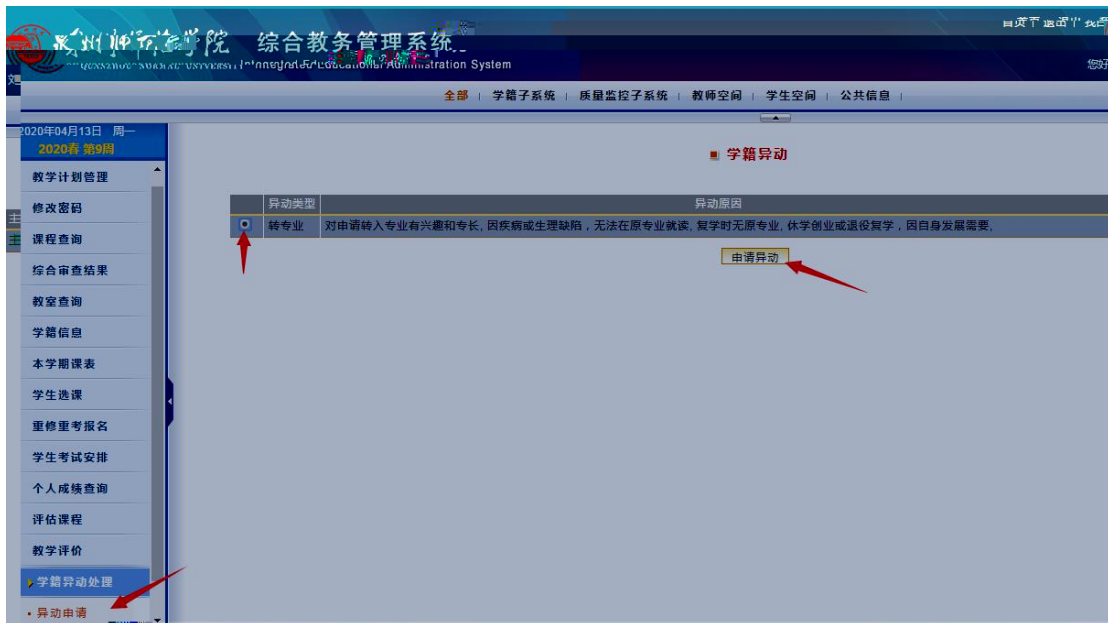 综合教务管理系统
您好
全部 | 学籍子系统 | 质量监控子系统 | 教师空间 | 学生空间 | 公共信息 |
2020年04月13日 周一
2020春 第9周
学籍异动
教学计划管理
修改密码
异动类型 异动原因
转专业 对申请转入专业有兴趣和专长, 因疾病或生理缺陷，无法在原专业就读, 复学时无原专业, 休学创业或退役复学，因自身发展需要,
课程查询
申请异动
综合审查结果
教室查询
学籍信息
本学期课表
学生选课
重修重考报名
学生考试安排
个人成绩查询
评估课程
教学评价
学籍异动处理
异动申请